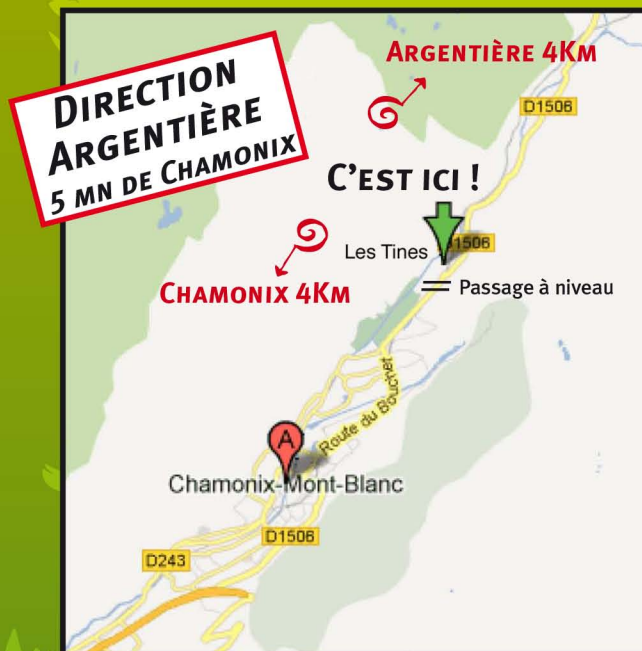 DIRECTION
ARGENTIÈRE
5 MN DE CHAMONIX
ARGENTIÈRE 4KM
D1506
C'EST ICI !
Les Tines
1506
CHAMONIX 4KM
Passage à niveau
Route du Bouchet
A
Chamonix-Mont-Blanc
D1506
D243